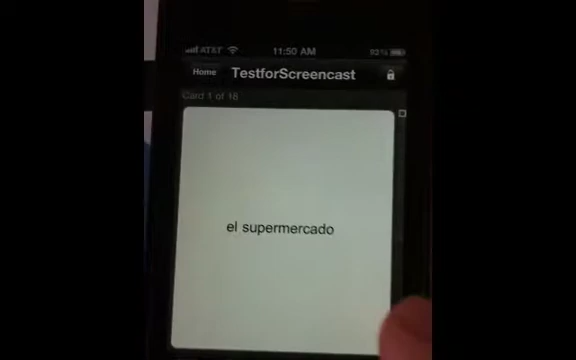 AT&T 11:50 AM 92%
Home TestforScreencast
Card 1 of 18
el supermercado